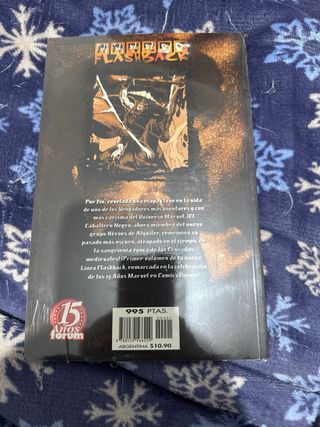 FLASHBACK
Por fin, revelada una etapa clave en la vida
de uno de los Vengadores más populares y con
más carisma del Universo Marvel. ¡El
Caballero Negro, ahora miembro del nuevo
grupo Héroes de Alquiler, rememora su
pasado más oscuro, atrapado en el tiempo, en
la sangrienta época de las Cruzadas
medievales! ¡Primer volumen de la nueva
Línea Flashback, enmarcada en la celebración
de los 15 Años Marvel en Comics Forum!
15
Años
forum
995 PTAS.
ARGENTINA $10.90